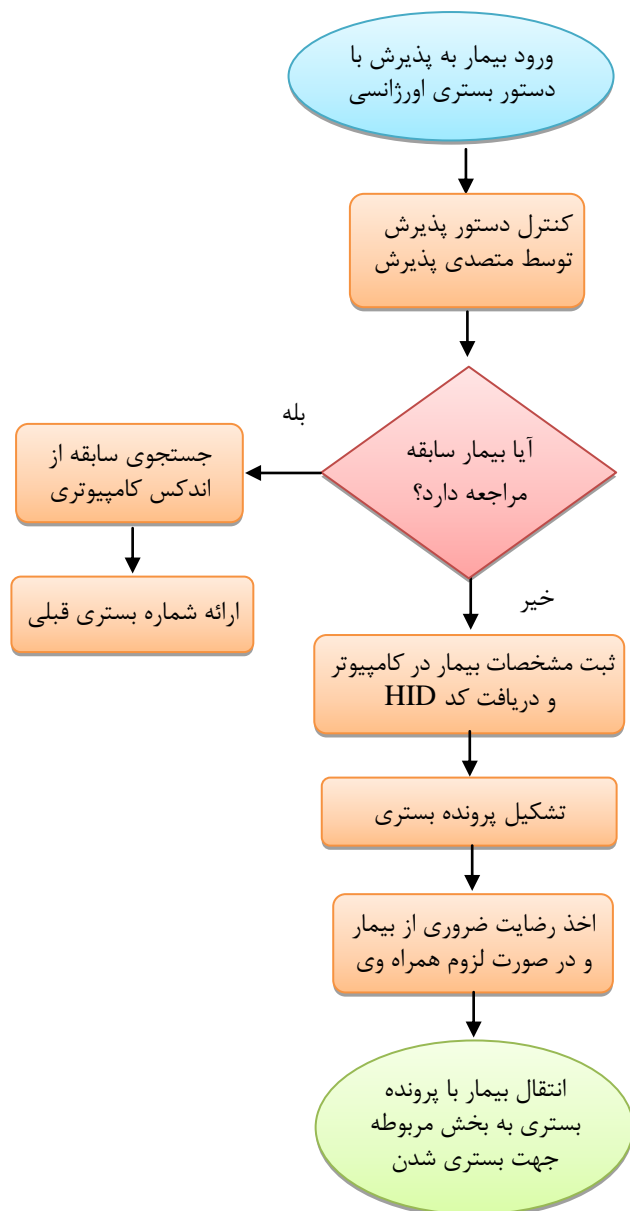 ورود بیمار به پذیرش با
دستور بستری اورژانسی
کنترل دستور پذیرش
توسط متصدی پذیرش
آیا بیمار سابقه
مراجعه دارد؟
بله
جستجوی سابقه از
اندکس کامپیوتری
ارائه شماره بستری قبلی
خیر
ثبت مشخصات بیمار در کامپیوتر
و دریافت کد HID
تشکیل پرونده بستری
اخذ رضایت ضروری از بیمار
و در صورت لزوم همراه وی
انتقال بیمار با پرونده
بستری به بخش مربوطه
جهت بستری شدن